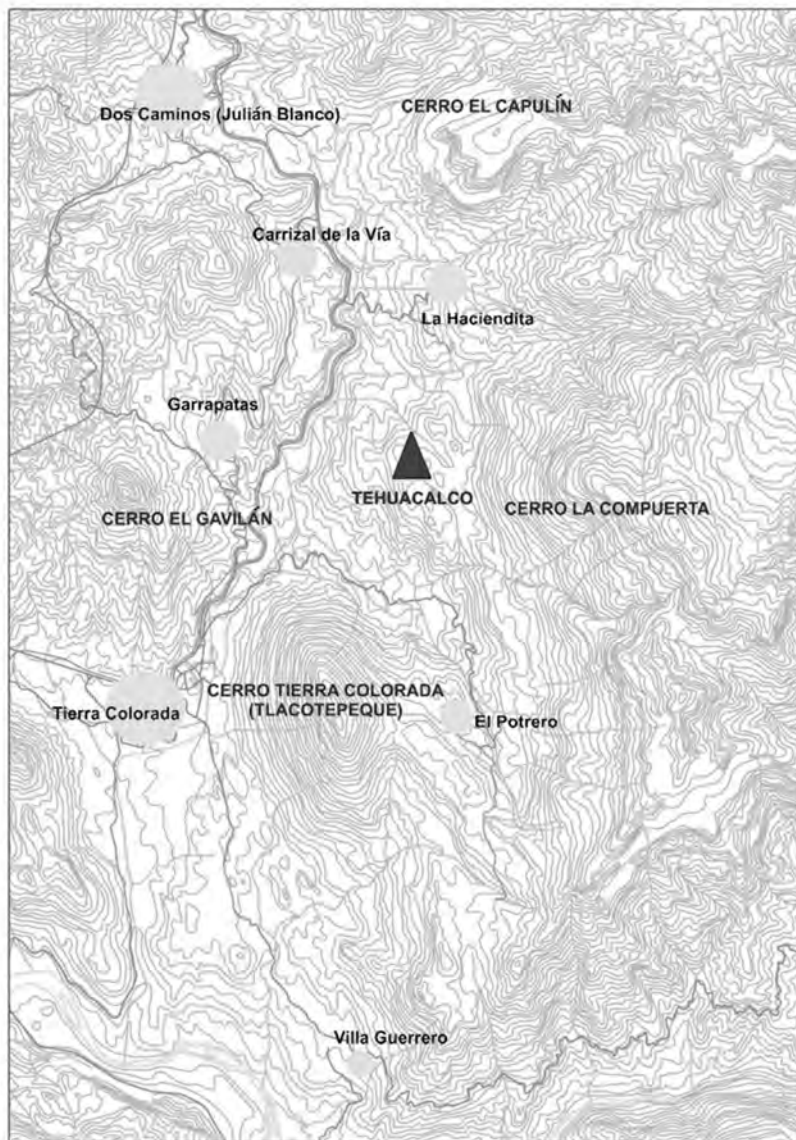 Dos Caminos (Julián Blanco)
CERRO EL CAPULÍN
Carrizal de la Vía
La Haciendita
Garrapatas
TEHUACALCO
CERRO EL GAVILÁN
CERRO LA COMPUERTA
CERRO TIERRA COLORADA
(TLACOTEPEQUE)
Tierra Colorada
El Potrero
Villa Guerrero